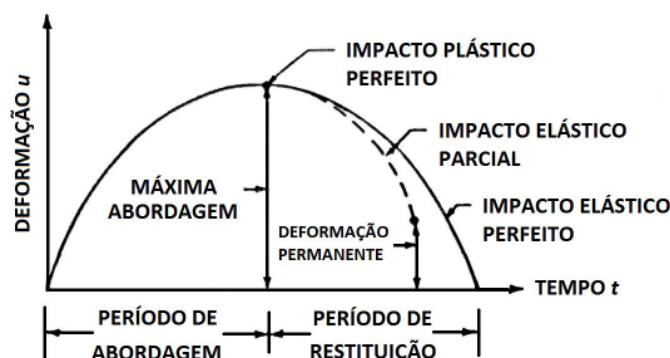 IMPACTO PLÁSTICO
PERFEITO
DEFORMAÇÃO u
IMPACTO ELÁSTICO
PARCIAL
MÁXIMA
ABORDAGEM
DEFORMAÇÃO
PERMANENTE
IMPACTO ELÁSTICO
PERFEITO
TEMPO t
PERÍODO DE
ABORDAGEM
PERÍODO DE
RESTITUIÇÃO